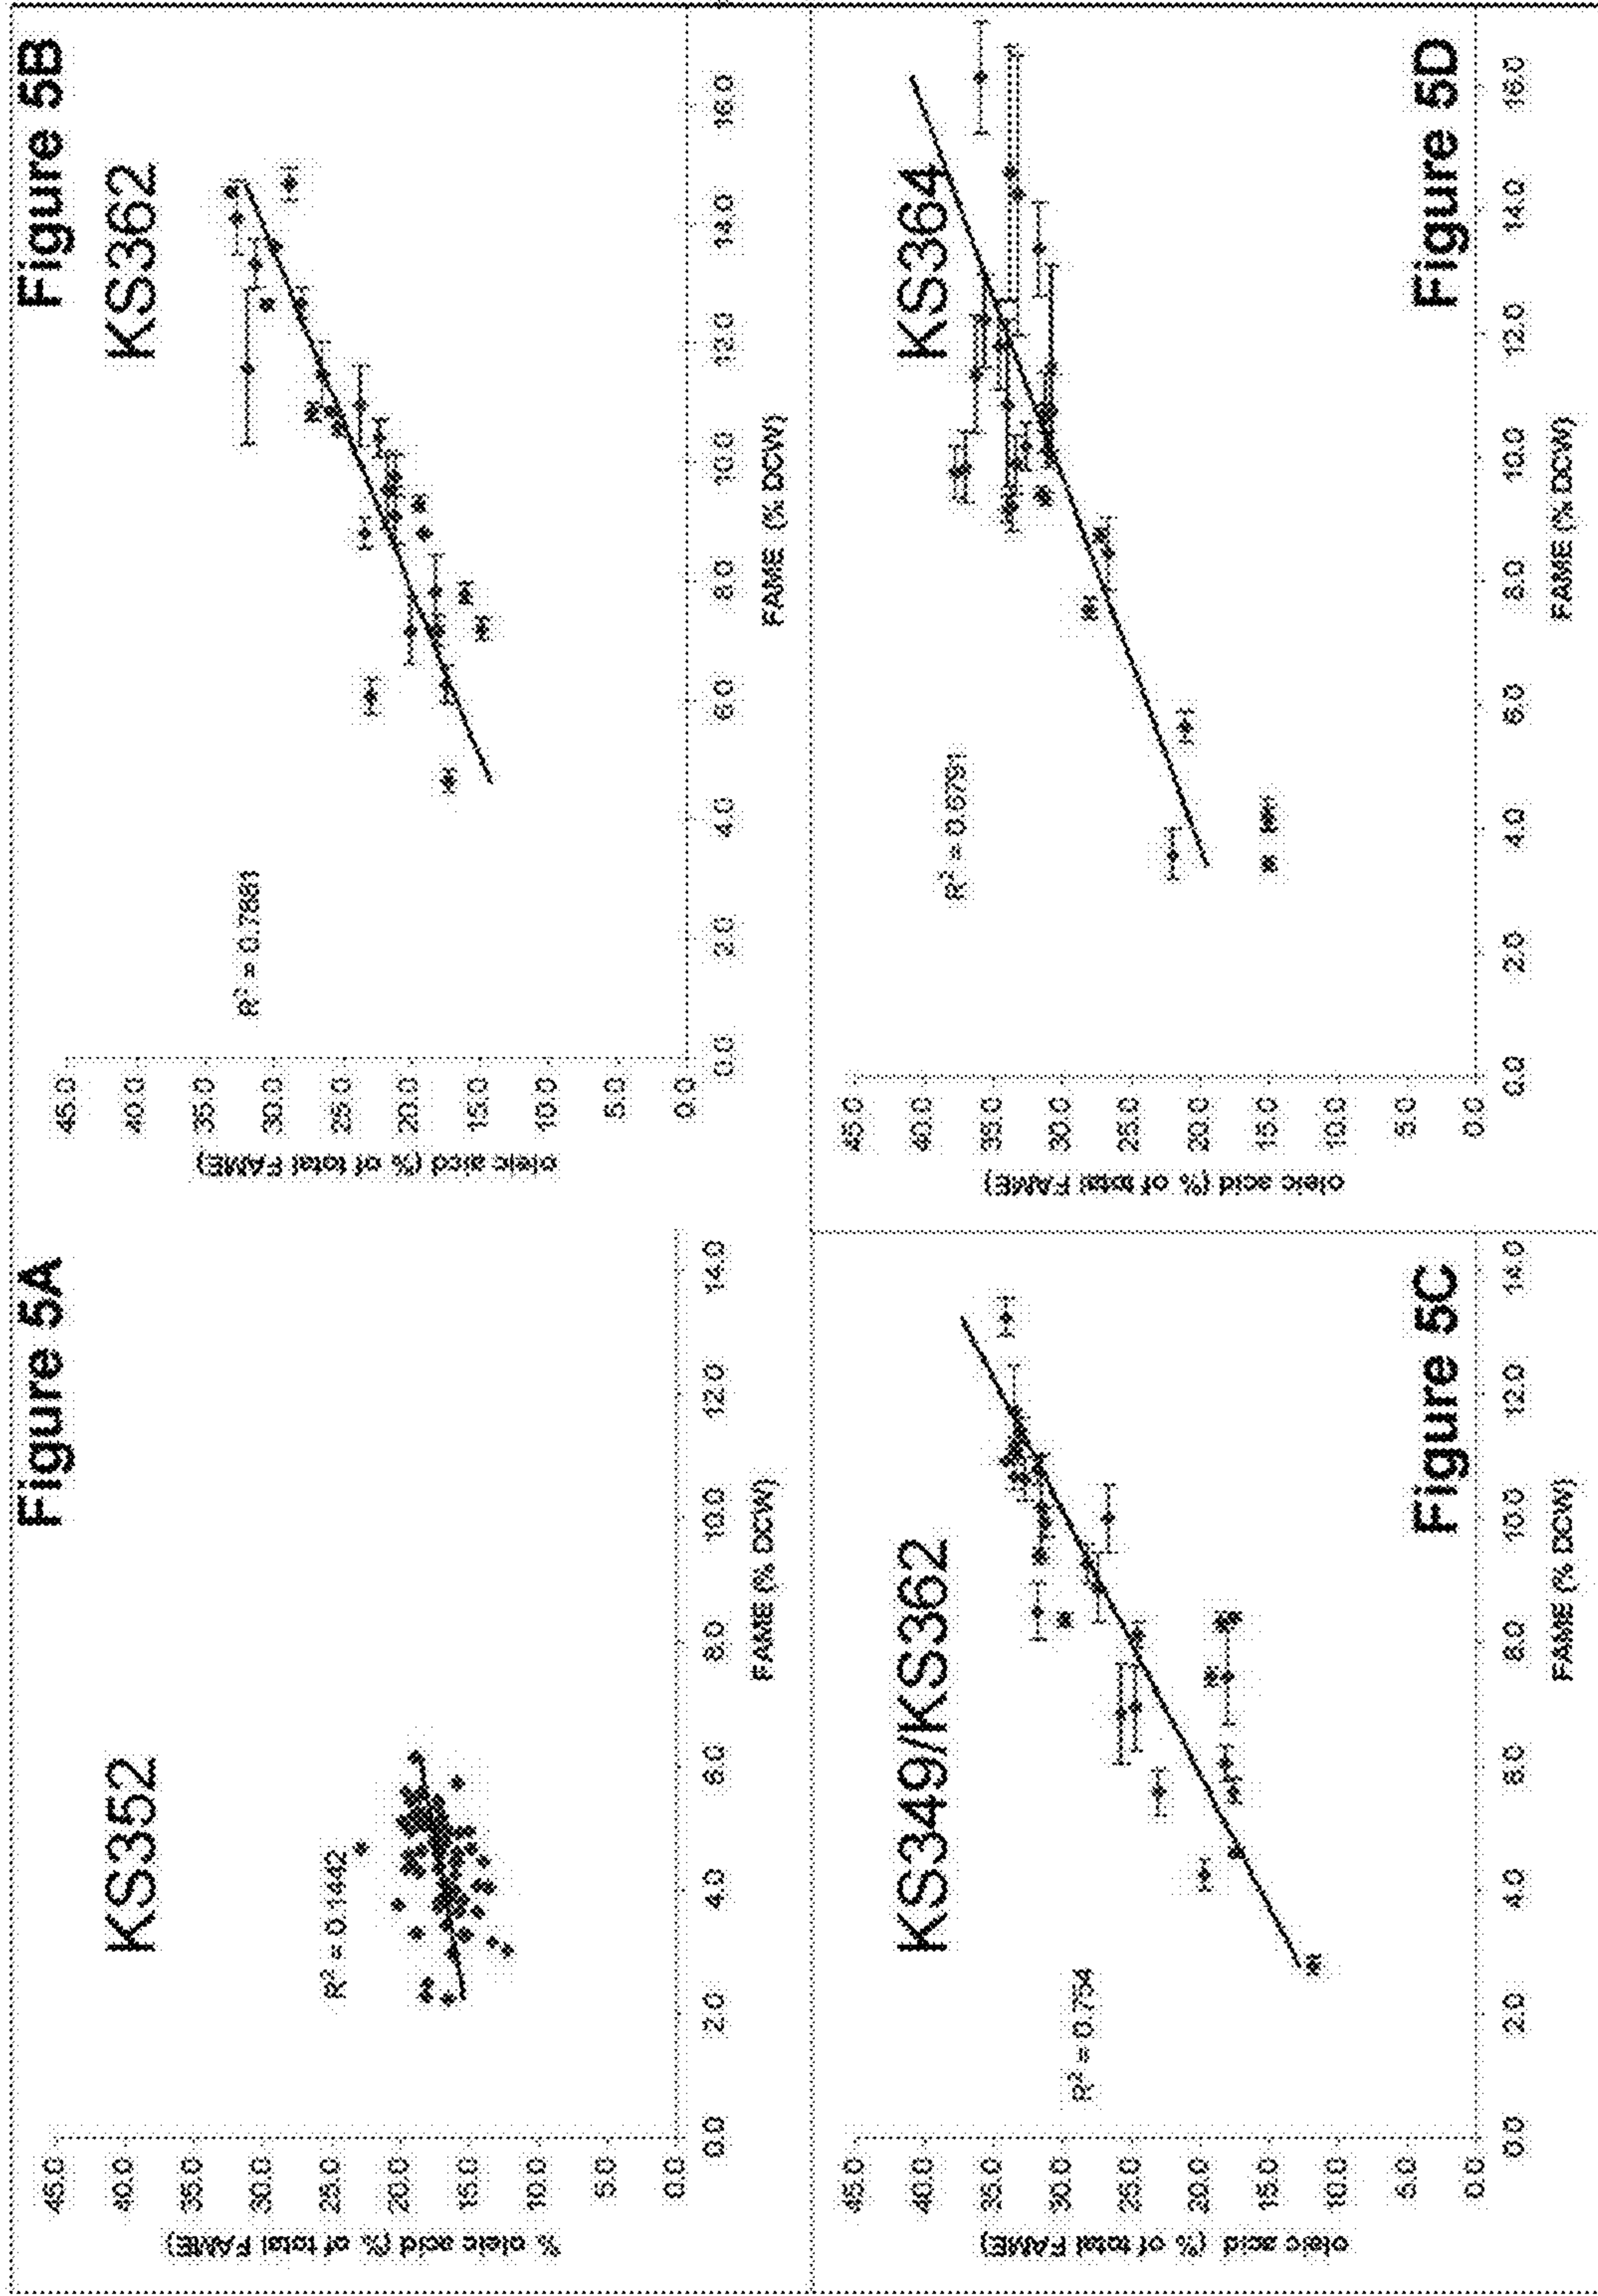 Figure 5A
KS352
R² = 0.1442
45.0
40.0
35.0
30.0
25.0
20.0
15.0
10.0
5.0
0.0
% oleic acid (% of total FAME)
0.0 2.0 4.0 6.0 8.0 10.0 12.0 14.0
FAME (% DCW)
Figure 5B
KS362
R² = 0.7881
45.0
40.0
35.0
30.0
25.0
20.0
15.0
10.0
5.0
0.0
oleic aicd (% of total FAME)
0.0 2.0 4.0 6.0 8.0 10.0 12.0 14.0 16.0
FAME (% DCW)
KS349/KS362
R² = 0.754
45.0
40.0
35.0
30.0
25.0
20.0
15.0
10.0
5.0
0.0
oleic acid (% of total FAME)
Figure 5C
0.0 2.0 4.0 6.0 8.0 10.0 12.0 14.0
FAME (% DCW)
KS364
R² = 0.6791
45.0
40.0
35.0
30.0
25.0
20.0
15.0
10.0
5.0
0.0
oleic acid (% of total FAME)
Figure 5D
0.0 2.0 4.0 6.0 8.0 10.0 12.0 14.0 16.0
FAME (% DCW)